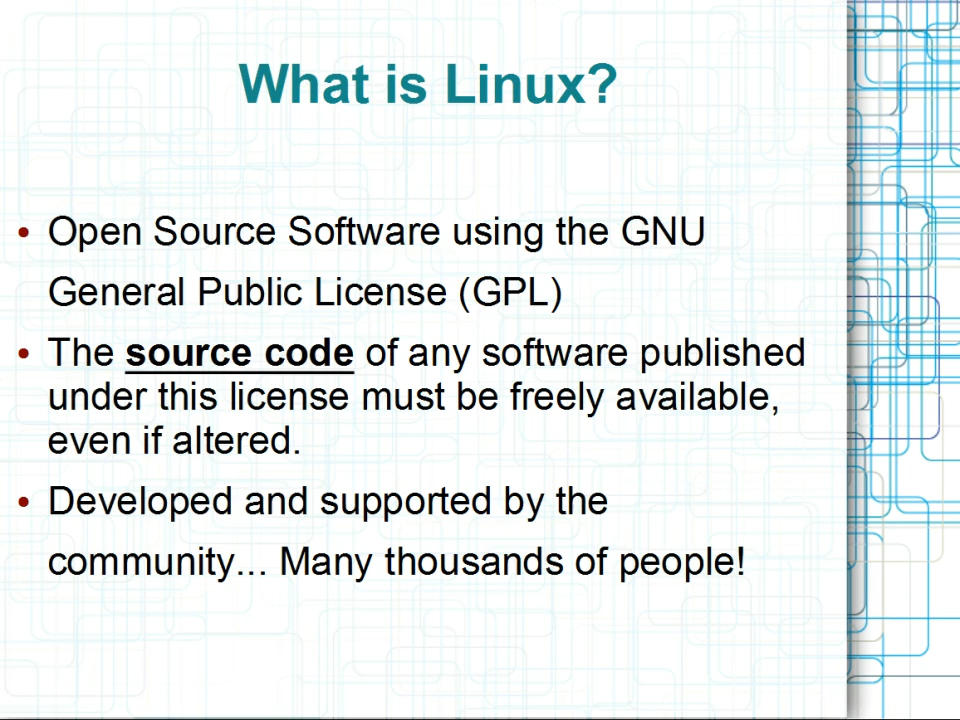 What is Linux?
• Open Source Software using the GNU
General Public License (GPL)
• The source code of any software published
under this license must be freely available,
even if altered.
• Developed and supported by the
community... Many thousands of people!